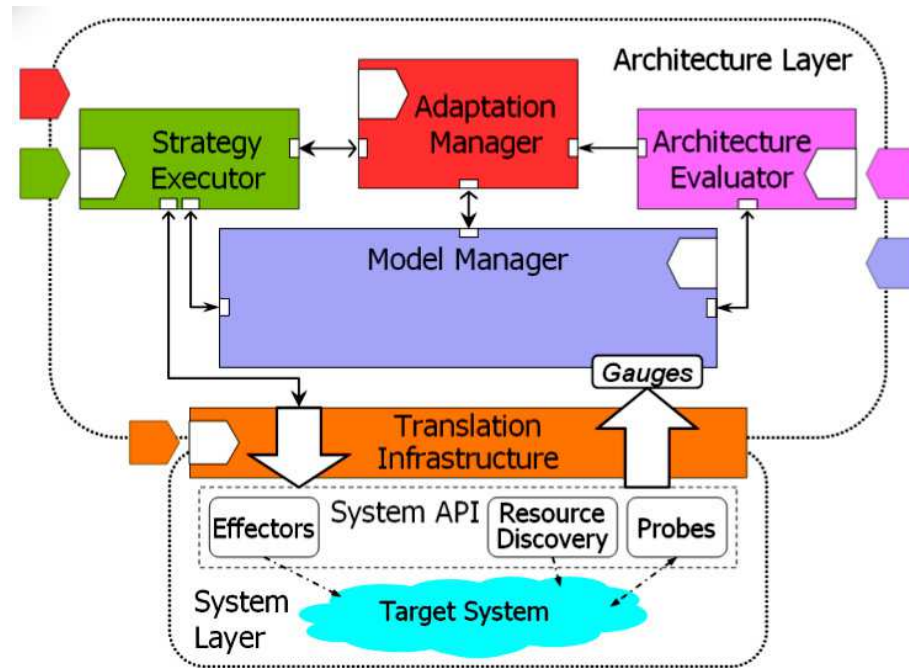 Architecture Layer
Adaptation
Manager
Strategy
Executor
Architecture
Evaluator
Model Manager
Gauges
Translation
Infrastructure
System API
Effectors
Resource
Discovery
Probes
System
Layer
Target System